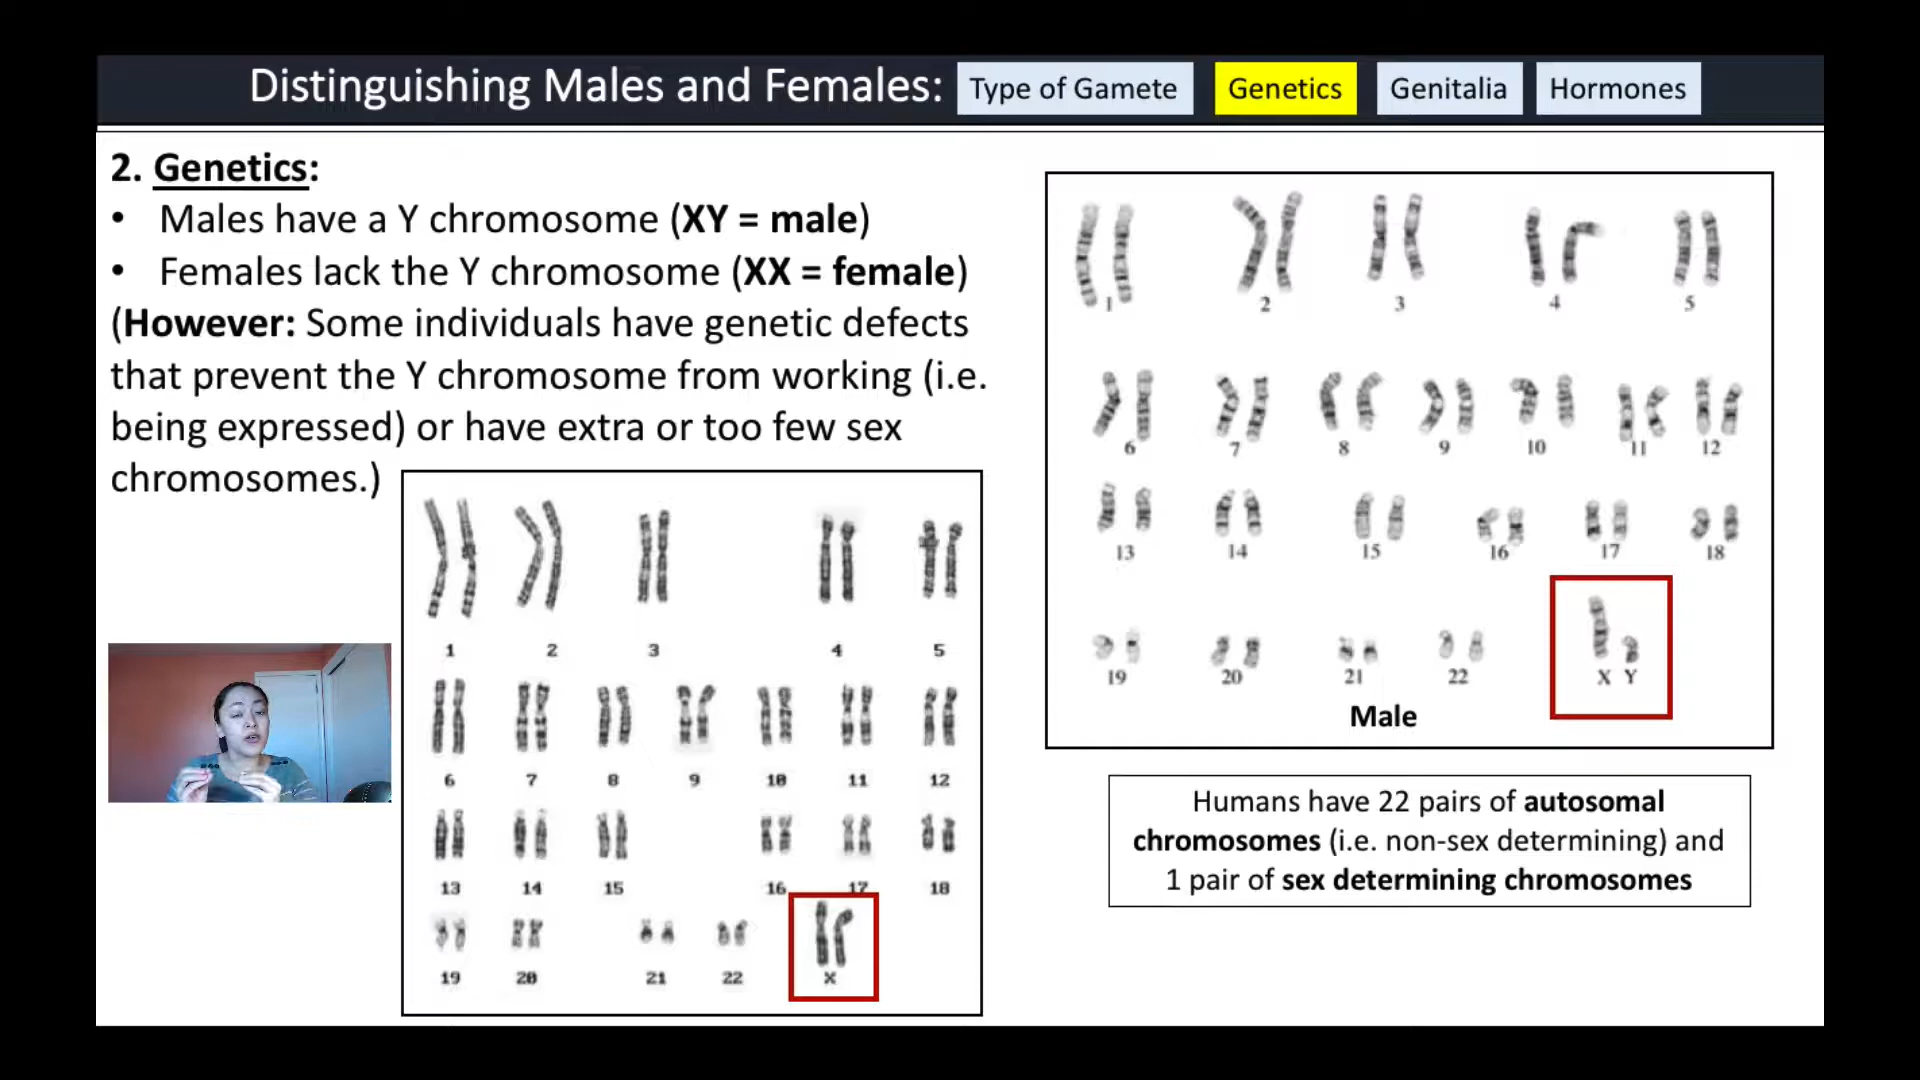 Distinguishing Males and Females: Type of Gamete Genetics Genitalia Hormones
2. Genetics:
• Males have a Y chromosome (XY = male)
• Females lack the Y chromosome (XX = female)
(However: Some individuals have genetic defects
that prevent the Y chromosome from working (i.e.
being expressed) or have extra or too few sex
chromosomes.)
1 2 3 4 5
6 7 8 9 10 11 12
13 14 15 16 17 18
19 20 21 22 X
1 2 3 4 5
6 7 8 9 10 11 12
13 14 15 16 17 18
19 20 21 22 X Y
Male
Humans have 22 pairs of autosomal
chromosomes (i.e. non-sex determining) and
1 pair of sex determining chromosomes